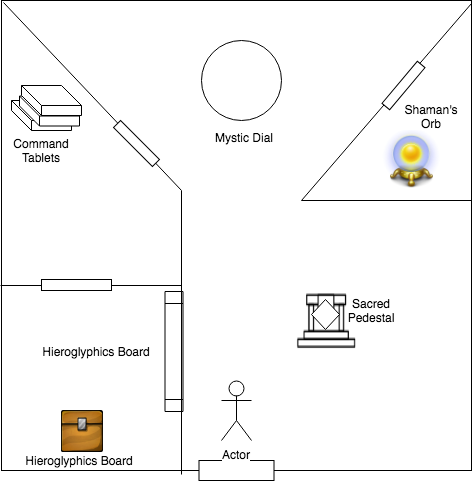 Shaman's
Orb
Mystic Dial
Command
Tablets
Sacred
Pedestal
Hieroglyphics Board
Actor
Hieroglyphics Board